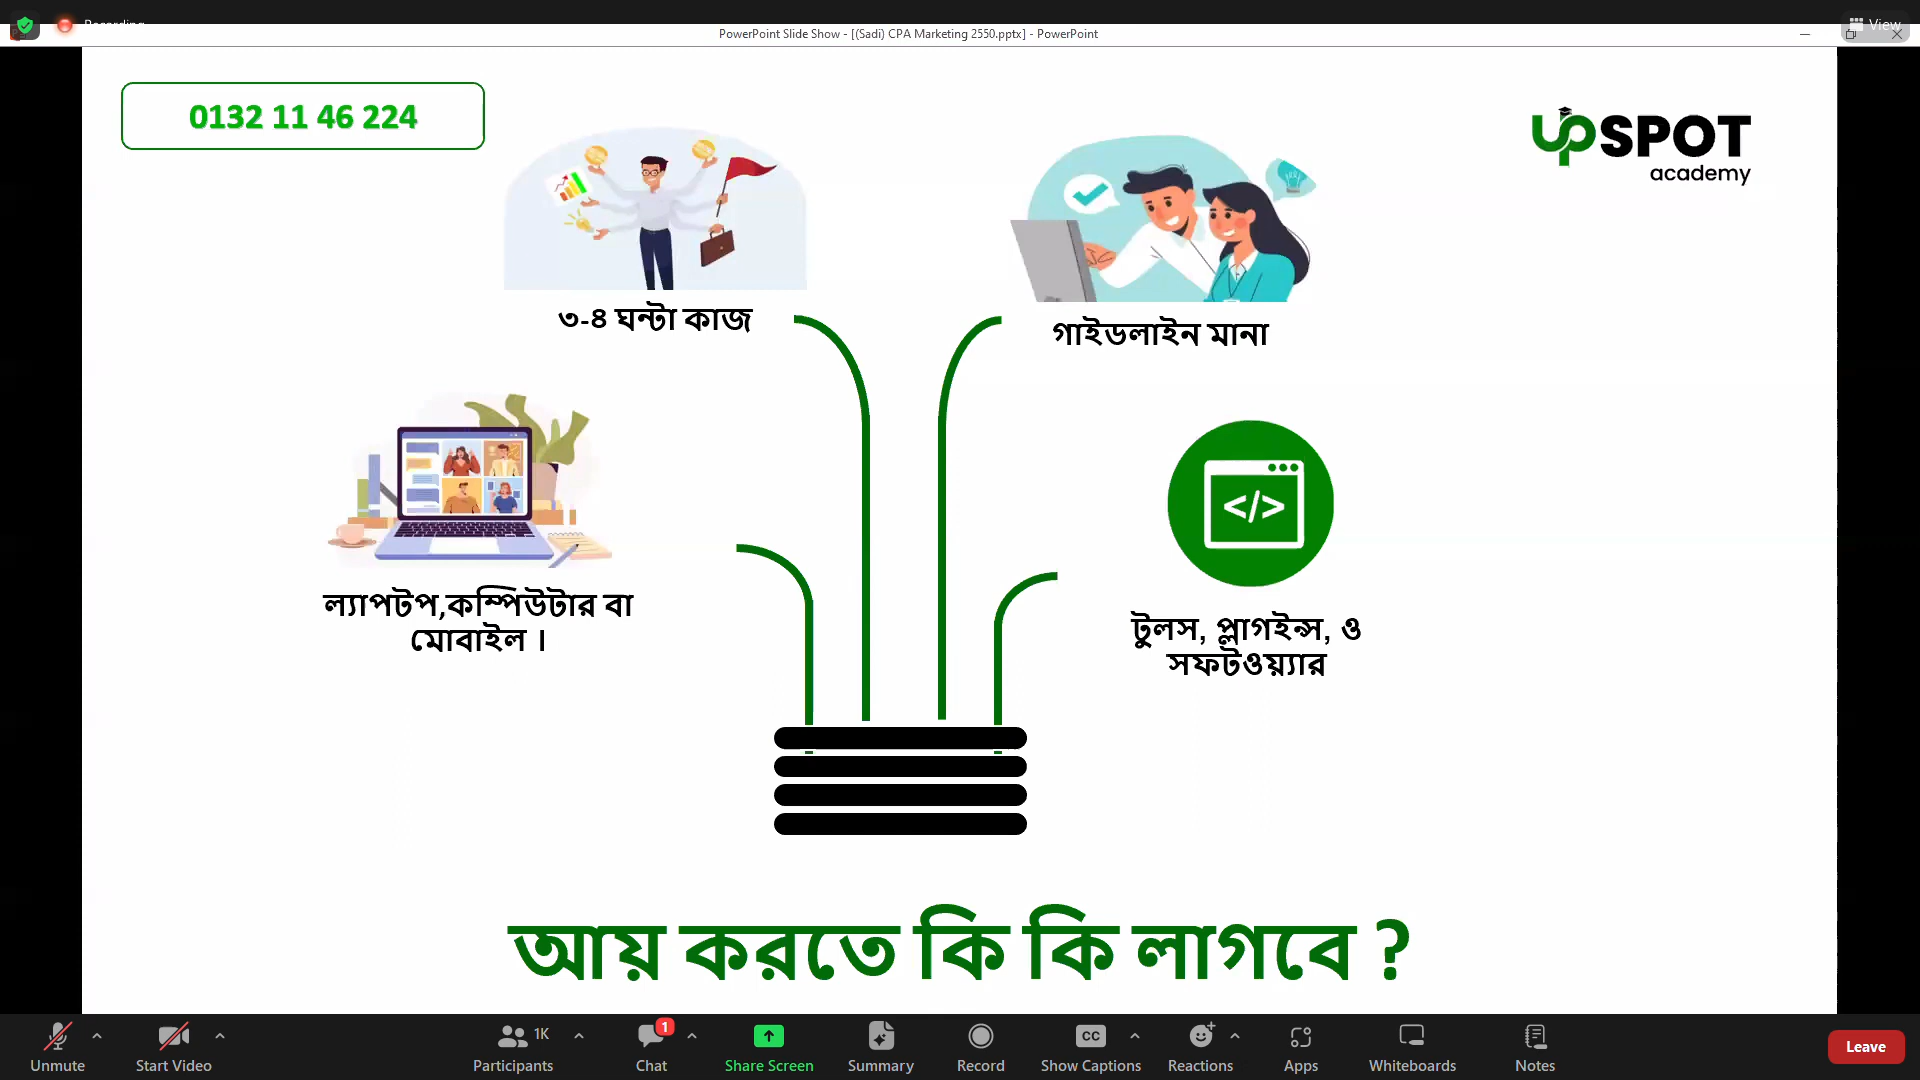 Recording
View
PowerPoint Slide Show - [(Sadi) CPA Marketing 2550.pptx] - PowerPoint
0132 11 46 224
upSPOT
academy
৩-৪ ঘন্টা কাজ
গাইডলাইন মানা
ল্যাপটপ,কম্পিউটার বা
মোবাইল ।
</>
টুলস, প্লাগইন্স, ও
সফটওয়্যার
আয় করতে কি কি লাগবে ?
1K
1
CC
Unmute
Start Video
Participants
Chat
Share Screen
Summary
Record
Show Captions
Reactions
Apps
Whiteboards
Notes
Leave